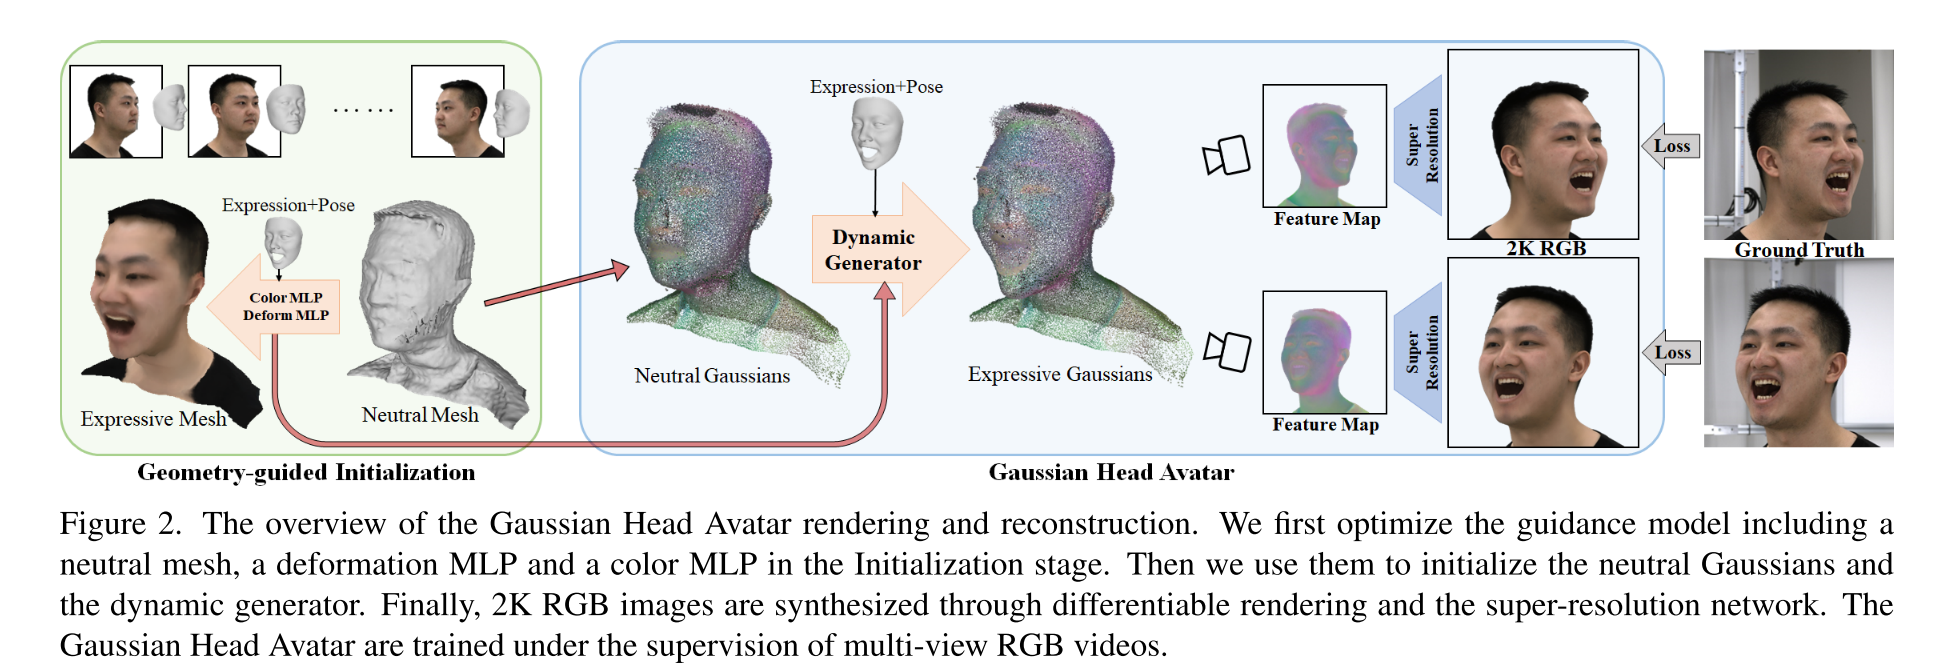 Expression+Pose
Expression+Pose
Color MLP
Deform MLP
Expressive Mesh
Neutral Mesh
Geometry-guided Initialization
Neutral Gaussians
Dynamic
Generator
Expressive Gaussians
Feature Map
Super
Resolution
2K RGB
Loss
Ground Truth
Feature Map
Super
Resolution
Loss
Gaussian Head Avatar
Figure 2. The overview of the Gaussian Head Avatar rendering and reconstruction. We first optimize the guidance model including a
neutral mesh, a deformation MLP and a color MLP in the Initialization stage. Then we use them to initialize the neutral Gaussians and
the dynamic generator. Finally, 2K RGB images are synthesized through differentiable rendering and the super-resolution network. The
Gaussian Head Avatar are trained under the supervision of multi-view RGB videos.